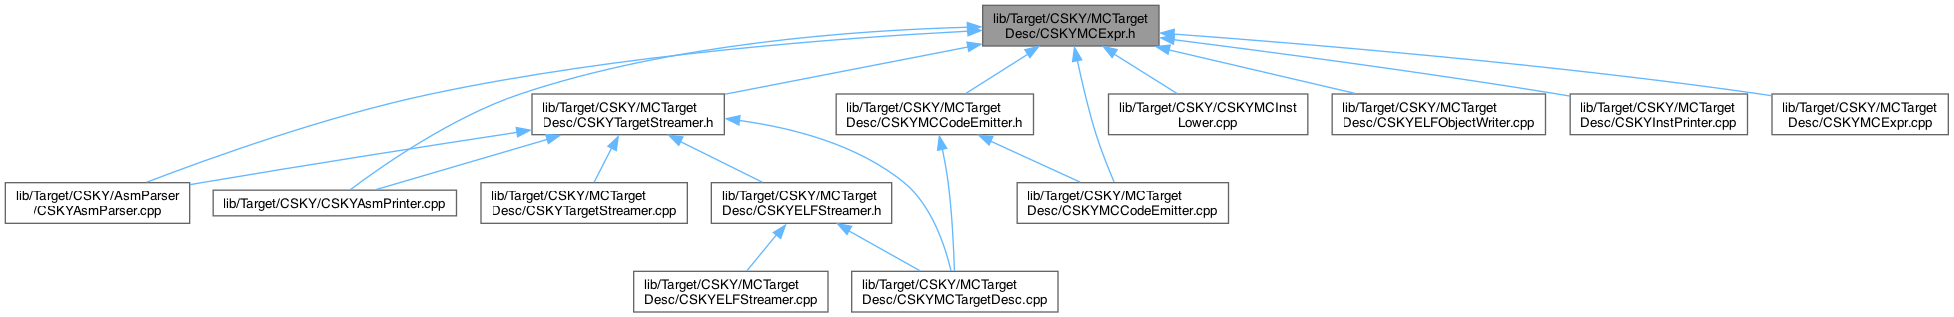 lib/Target/CSKY/MCTarget
Desc/CSKYMCExpr.h
lib/Target/CSKY/MCTarget
Desc/CSKYTargetStreamer.h
lib/Target/CSKY/MCTarget
Desc/CSKYMCCodeEmitter.h
lib/Target/CSKY/CSKYMCInst
Lower.cpp
lib/Target/CSKY/MCTarget
Desc/CSKYELFObjectWriter.cpp
lib/Target/CSKY/MCTarget
Desc/CSKYInstPrinter.cpp
lib/Target/CSKY/MCTarget
Desc/CSKYMCExpr.cpp
lib/Target/CSKY/AsmParser
/CSKYAsmParser.cpp
lib/Target/CSKY/CSKYAsmPrinter.cpp
lib/Target/CSKY/MCTarget
Desc/CSKYTargetStreamer.cpp
lib/Target/CSKY/MCTarget
Desc/CSKYELFStreamer.h
lib/Target/CSKY/MCTarget
Desc/CSKYMCCodeEmitter.cpp
lib/Target/CSKY/MCTarget
Desc/CSKYELFStreamer.cpp
lib/Target/CSKY/MCTarget
Desc/CSKYMCTargetDesc.cpp